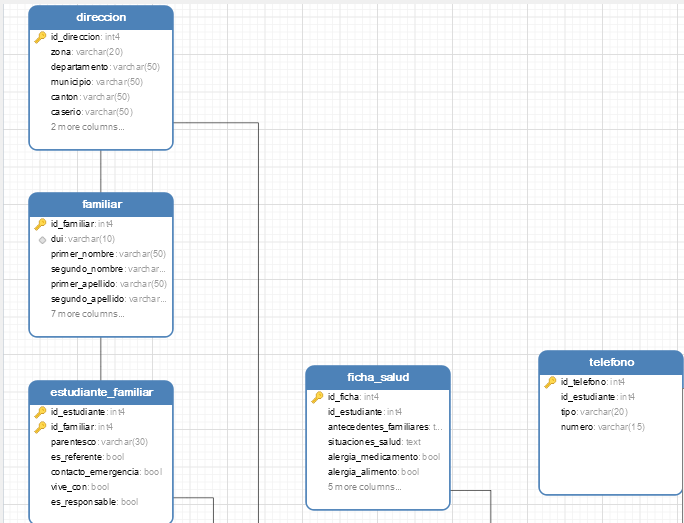 direccion
id_direccion: int4
zona: varchar(20)
departamento: varchar(50)
municipio: varchar(50)
canton: varchar(50)
caserio: varchar(50)
2 more columns...
familiar
id_familiar: int4
dui: varchar(10)
primer_nombre: varchar(50)
segundo_nombre: varchar...
primer_apellido: varchar(50)
segundo_apellido: varchar...
7 more columns...
estudiante_familiar
id_estudiante: int4
id_familiar: int4
parentesco: varchar(30)
es_referente: bool
contacto_emergencia: bool
vive_con: bool
es_responsable: bool
ficha_salud
id_ficha: int4
id_estudiante: int4
antecedentes_familiares: t...
situaciones_salud: text
alergia_medicamento: bool
alergia_alimento: bool
5 more columns...
telefono
id_telefono: int4
id_estudiante: int4
tipo: varchar(20)
numero: varchar(15)